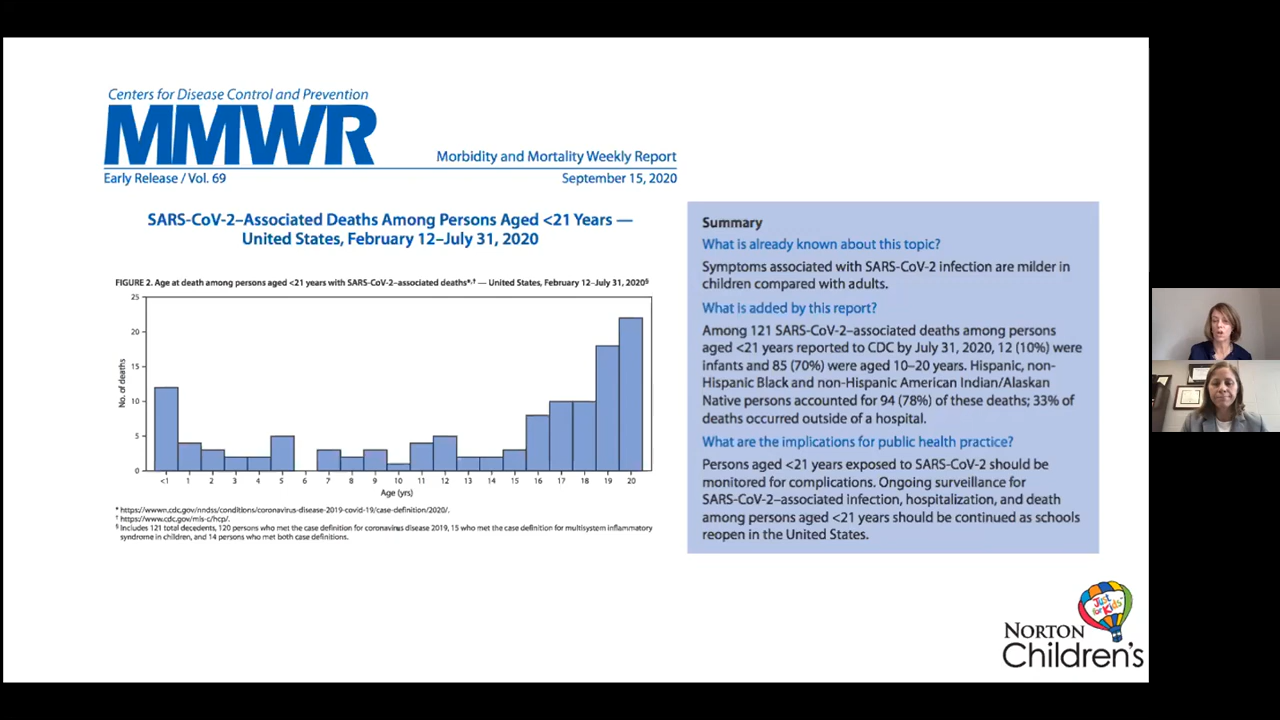 Centers for Disease Control and Prevention
MMWR
Morbidity and Mortality Weekly Report
Early Release / Vol. 69
September 15, 2020
SARS-CoV-2–Associated Deaths Among Persons Aged <21 Years —
United States, February 12–July 31, 2020
FIGURE 2. Age at death among persons aged <21 years with SARS-CoV-2–associated deaths*,† — United States, February 12–July 31, 2020§
25
20
15
10
5
0
No. of deaths
<1 1 2 3 4 5 6 7 8 9 10 11 12 13 14 15 16 17 18 19 20
Age (yrs)
* https://wwwn.cdc.gov/nndss/conditions/coronavirus-disease-2019-covid-19/case-definition/2020/.
† https://www.cdc.gov/mis-c/hcp/.
§ Includes 121 total decedents, 120 persons who met the case definition for coronavirus disease 2019, 15 who met the case definition for multisystem inflammatory
syndrome in children, and 14 persons who met both case definitions.
Summary
What is already known about this topic?
Symptoms associated with SARS-CoV-2 infection are milder in
children compared with adults.
What is added by this report?
Among 121 SARS-CoV-2–associated deaths among persons
aged <21 years reported to CDC by July 31, 2020, 12 (10%) were
infants and 85 (70%) were aged 10–20 years. Hispanic, non-
Hispanic Black and non-Hispanic American Indian/Alaskan
Native persons accounted for 94 (78%) of these deaths; 33% of
deaths occurred outside of a hospital.
What are the implications for public health practice?
Persons aged <21 years exposed to SARS-CoV-2 should be
monitored for complications. Ongoing surveillance for
SARS-CoV-2–associated infection, hospitalization, and death
among persons aged <21 years should be continued as schools
reopen in the United States.
Just
for Kids
NORTON
Children's